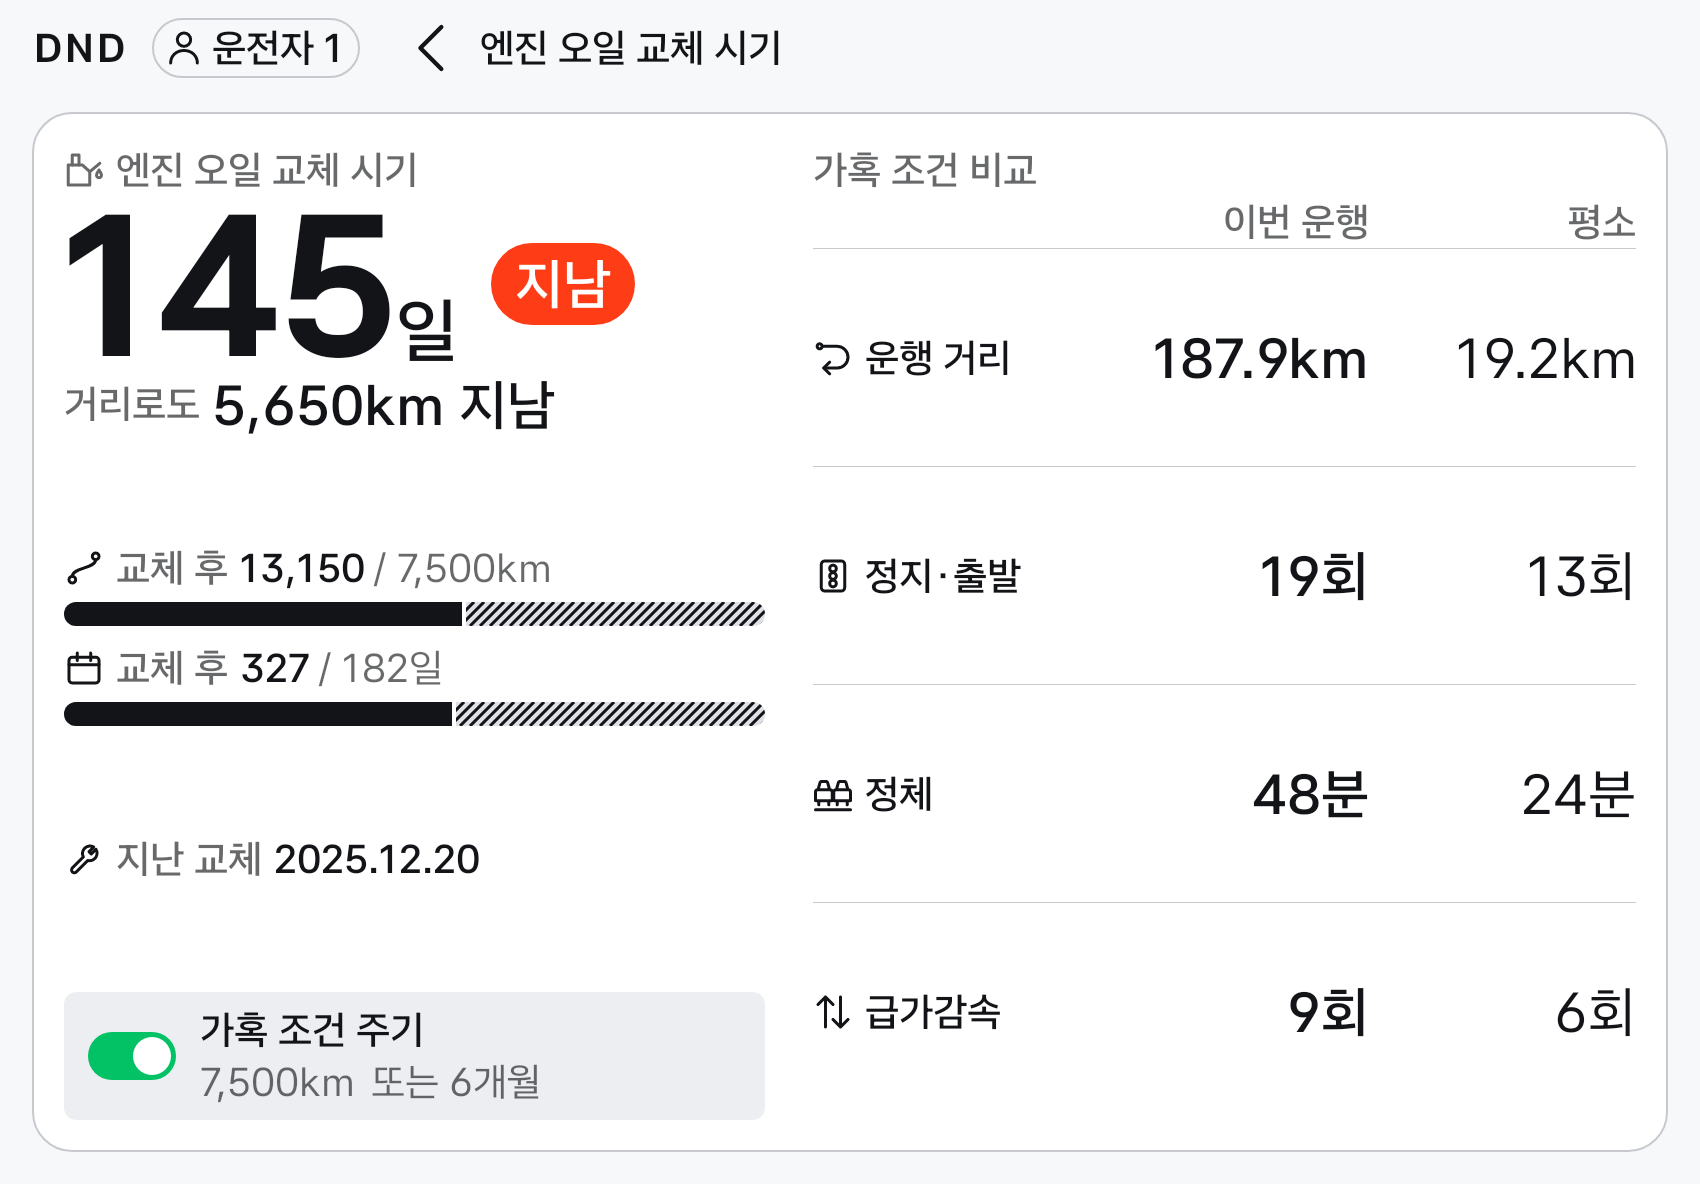 DND 운전자 1 엔진 오일 교체 시기
엔진 오일 교체 시기
145일 지남
거리로도 5,650km 지남
교체 후 13,150 / 7,500km
교체 후 327 / 182일
지난 교체 2025.12.20
가혹 조건 주기
7,500km 또는 6개월
가혹 조건 비교
이번 운행 평소
운행 거리 187.9km 19.2km
정지·출발 19회 13회
정체 48분 24분
급가감속 9회 6회